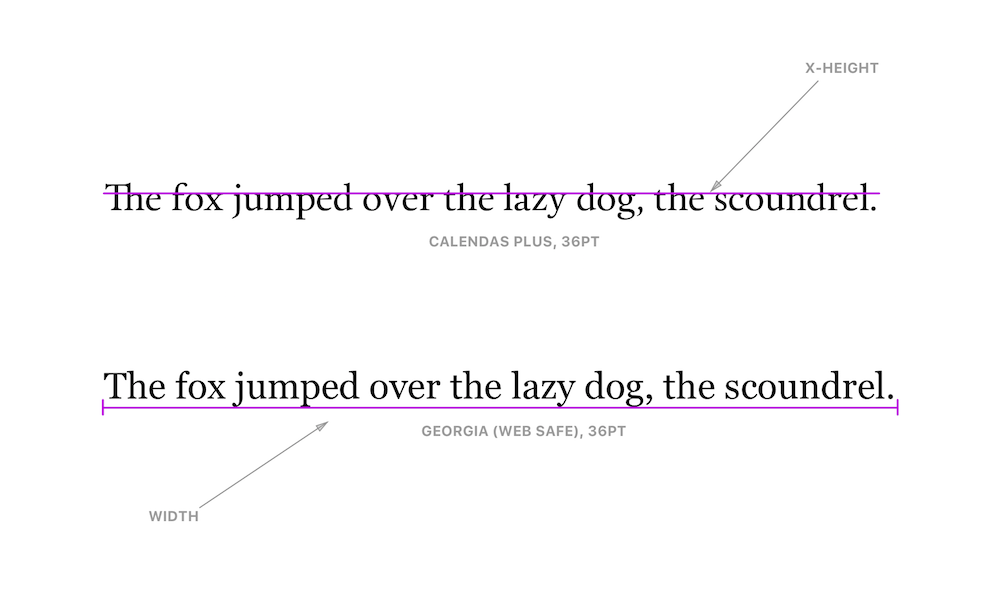 X-HEIGHT
The fox jumped over the lazy dog, the scoundrel.
CALENDAS PLUS, 36PT
The fox jumped over the lazy dog, the scoundrel.
GEORGIA (WEB SAFE), 36PT
WIDTH